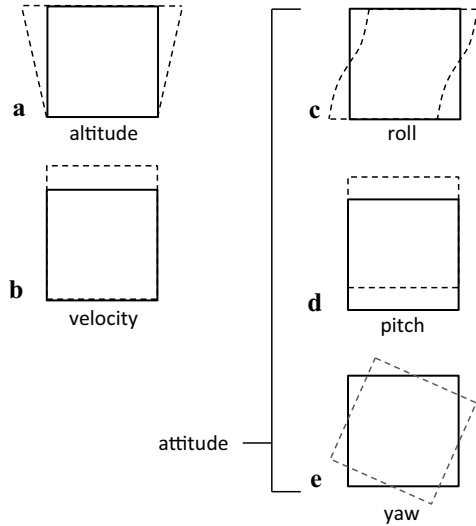 a
altitude
b
velocity
attitude
c
roll
d
pitch
e
yaw